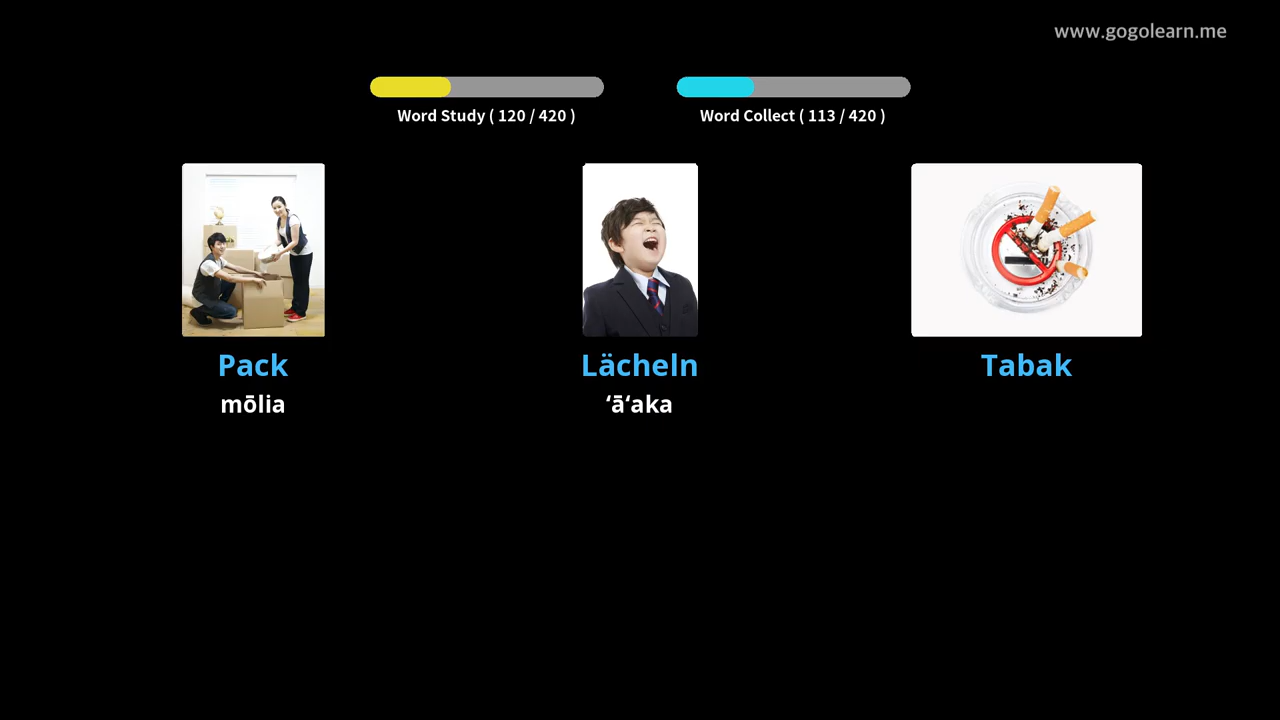 www.gogolearn.me
Word Study ( 120 / 420 )
Word Collect ( 113 / 420 )
Pack
Lächeln
Tabak
mōlia
ʻāʻaka